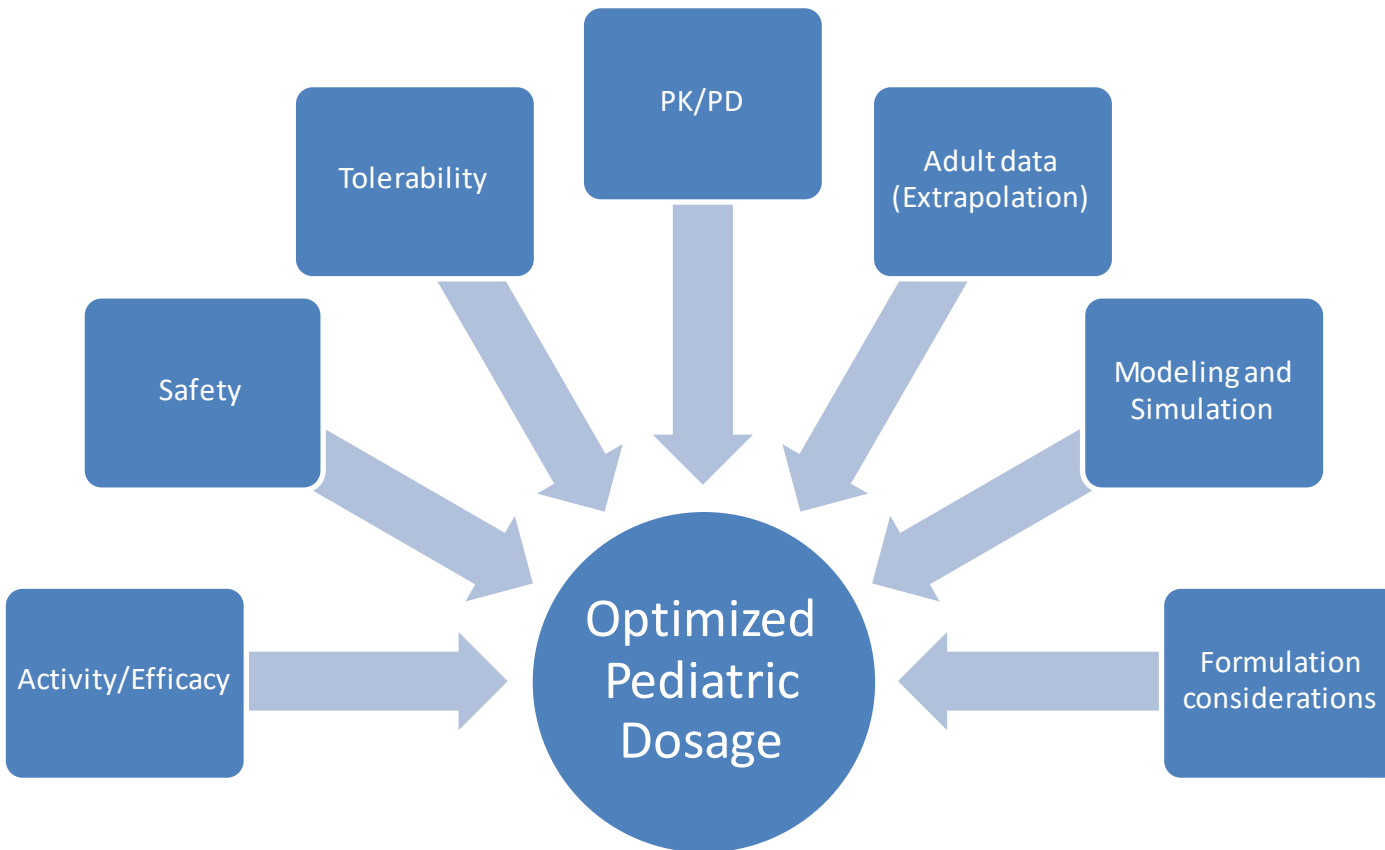 PK/PD
Tolerability
Adult data
(Extrapolation)
Safety
Modeling and
Simulation
Activity/Efficacy
Optimized
Pediatric
Dosage
Formulation
considerations